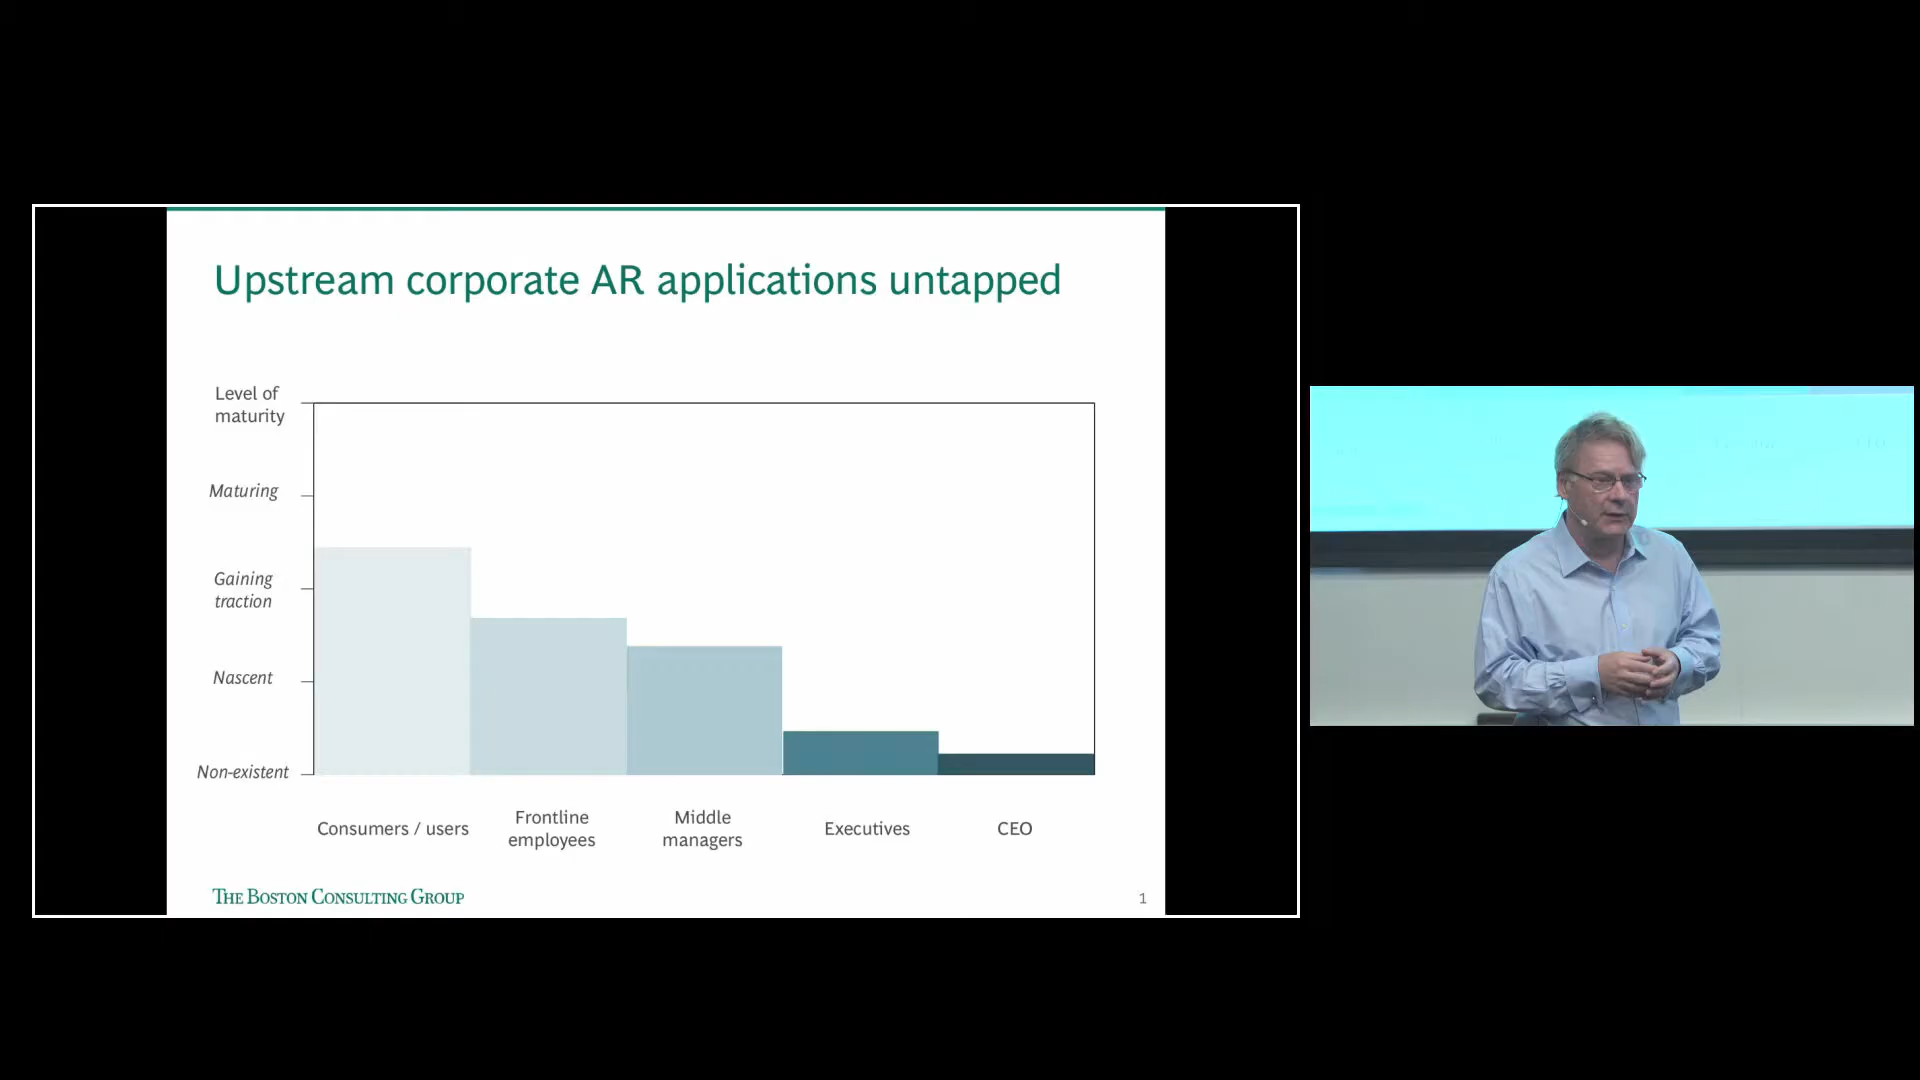 Upstream corporate AR applications untapped
Level of
maturity
Maturing
Gaining
traction
Nascent
Non-existent
Consumers / users
Frontline
employees
Middle
managers
Executives
CEO
THE BOSTON CONSULTING GROUP
1